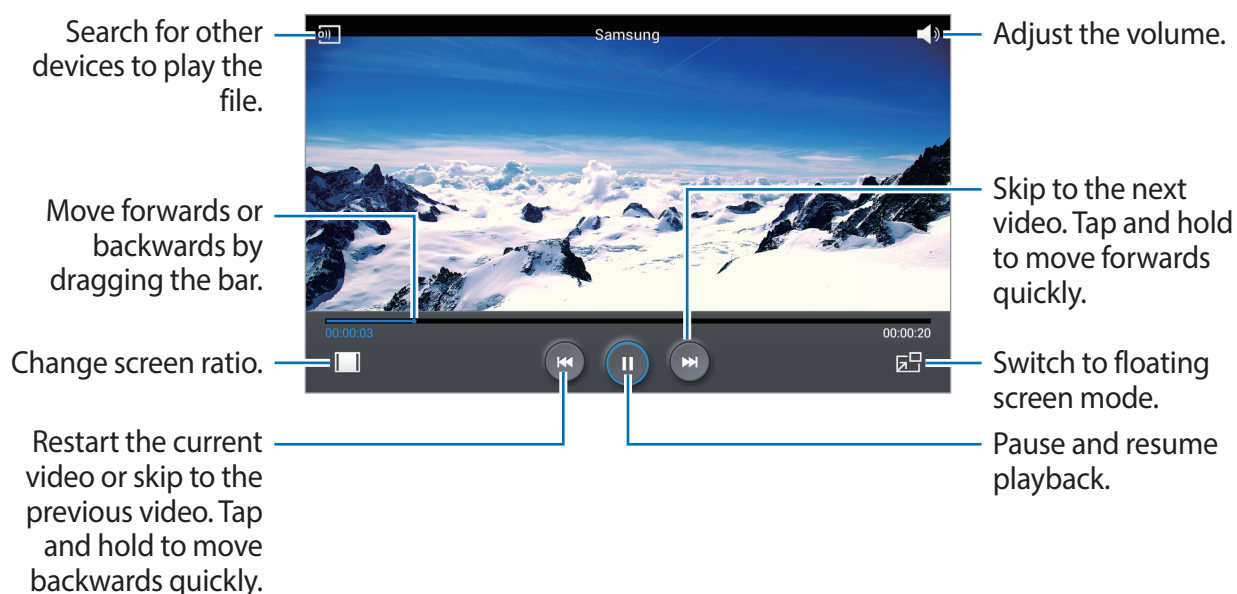 Search for other
devices to play the
file.
Samsung
Adjust the volume.
Move forwards or
backwards by
dragging the bar.
Skip to the next
video. Tap and hold
to move forwards
quickly.
00:00:03
00:00:20
Change screen ratio.
Switch to floating
screen mode.
Restart the current
video or skip to the
previous video. Tap
and hold to move
backwards quickly.
Pause and resume
playback.